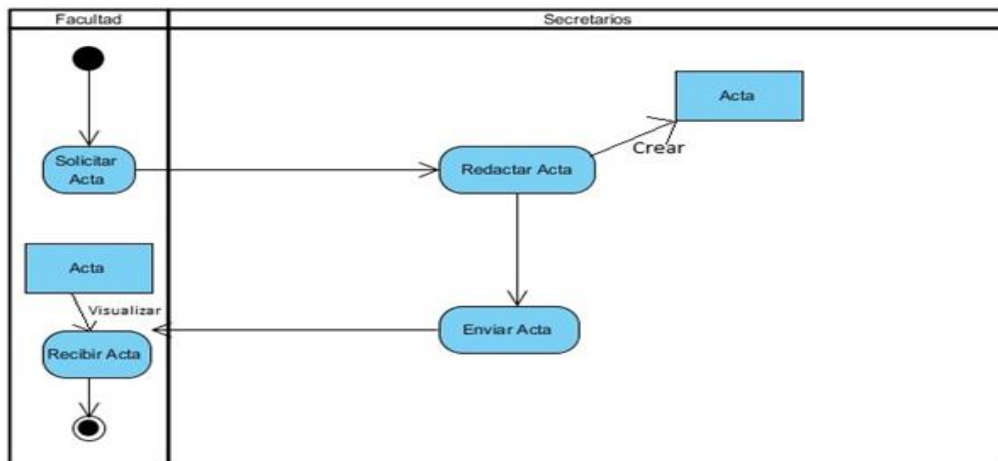 Facultad
Secretarios
Acta
Crear
Solicitar
Acta
Redactar Acta
Acta
Visualizar
Enviar Acta
Recibir Acta